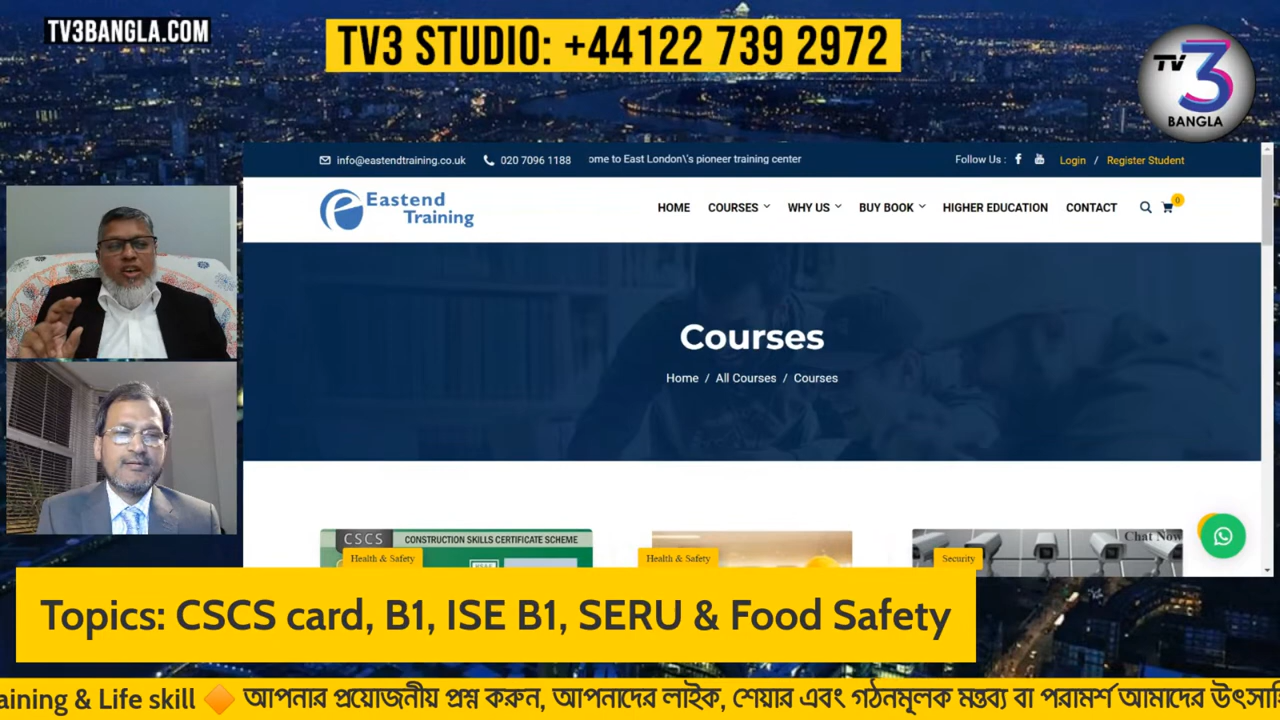 TV3BANGLA.COM
TV3 STUDIO: +44122 739 2972
TV 3
BANGLA
info@eastendtraining.co.uk 020 7096 1188 ome to East London\'s pioneer training center Follow Us : Login / Register Student
Eastend
Training
HOME COURSES WHY US BUY BOOK HIGHER EDUCATION CONTACT 0
Courses
Home / All Courses / Courses
CSCS CONSTRUCTION SKILLS CERTIFICATE SCHEME
Chat Now
Health & Safety Health & Safety Security
Topics: CSCS card, B1, ISE B1, SERU & Food Safety
aining & Life skill 🔶 আপনার প্রয়োজনীয় প্রশ্ন করুন, আপনাদের লাইক, শেয়ার এবং গঠনমূলক মন্তব্য বা পরামর্শ আমাদের উৎসাহি